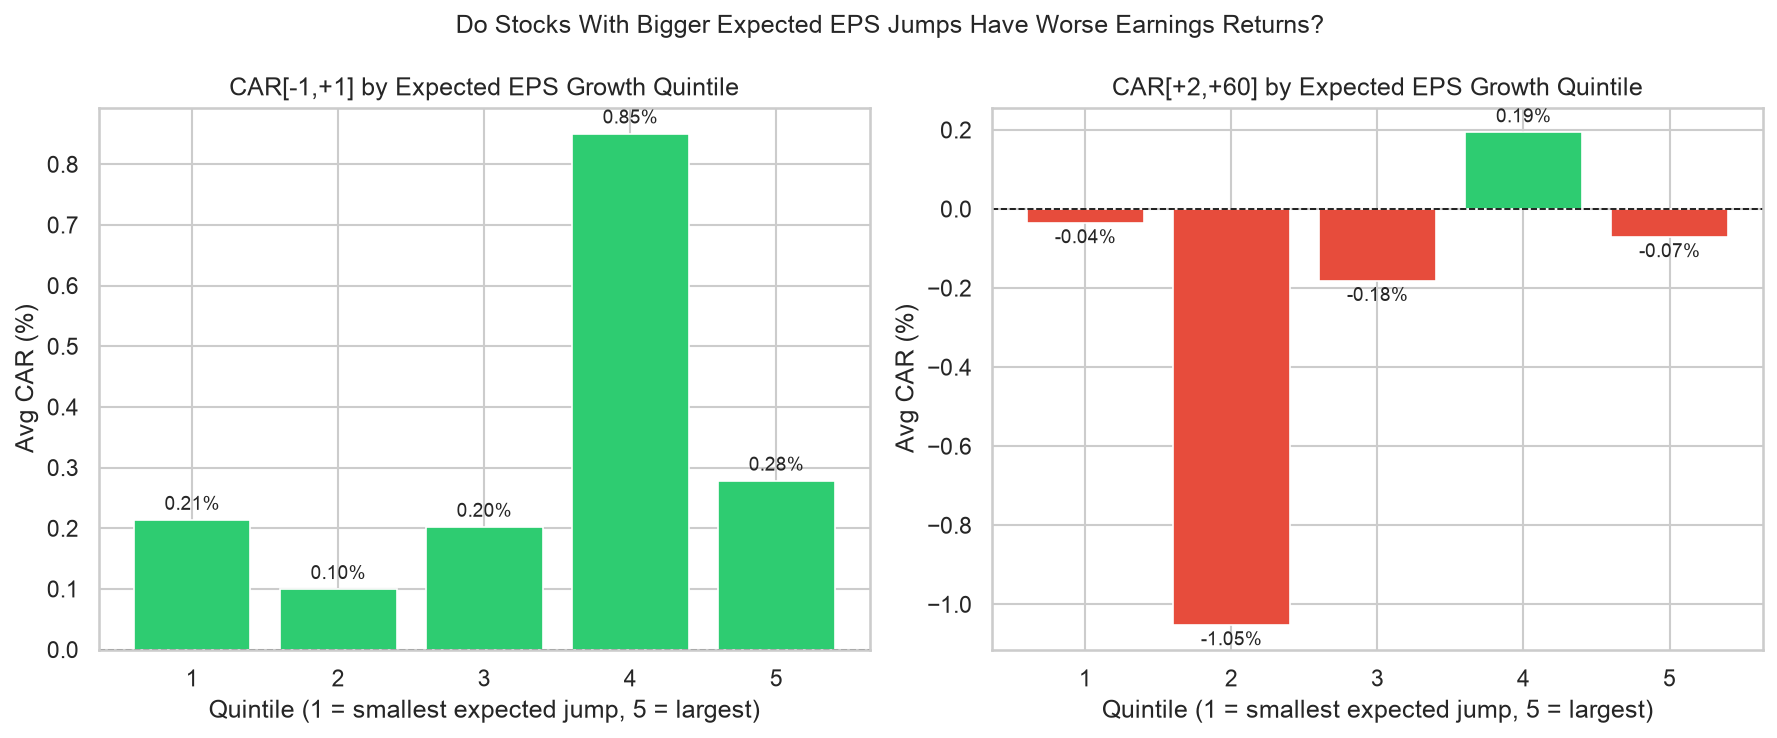 Do Stocks With Bigger Expected EPS Jumps Have Worse Earnings Returns?
CAR[-1,+1] by Expected EPS Growth Quintile
Avg CAR (%)
0.8
0.7
0.6
0.5
0.4
0.3
0.2
0.1
0.0
0.21%
0.10%
0.20%
0.85%
0.28%
1 2 3 4 5
Quintile (1 = smallest expected jump, 5 = largest)
CAR[+2,+60] by Expected EPS Growth Quintile
Avg CAR (%)
0.2
0.0
−0.2
−0.4
−0.6
−0.8
−1.0
-0.04%
-1.05%
-0.18%
0.19%
-0.07%
1 2 3 4 5
Quintile (1 = smallest expected jump, 5 = largest)